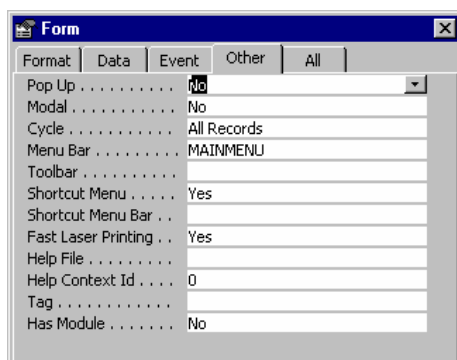 Form
Format Data Event Other All
Pop Up . . . . . . . . . . No
Modal . . . . . . . . . . . No
Cycle . . . . . . . . . . . All Records
Menu Bar . . . . . . . . . MAINMENU
Toolbar . . . . . . . . . .
Shortcut Menu . . . . . Yes
Shortcut Menu Bar . .
Fast Laser Printing . . Yes
Help File . . . . . . . . .
Help Context Id . . . . 0
Tag . . . . . . . . . . . .
Has Module . . . . . . . No